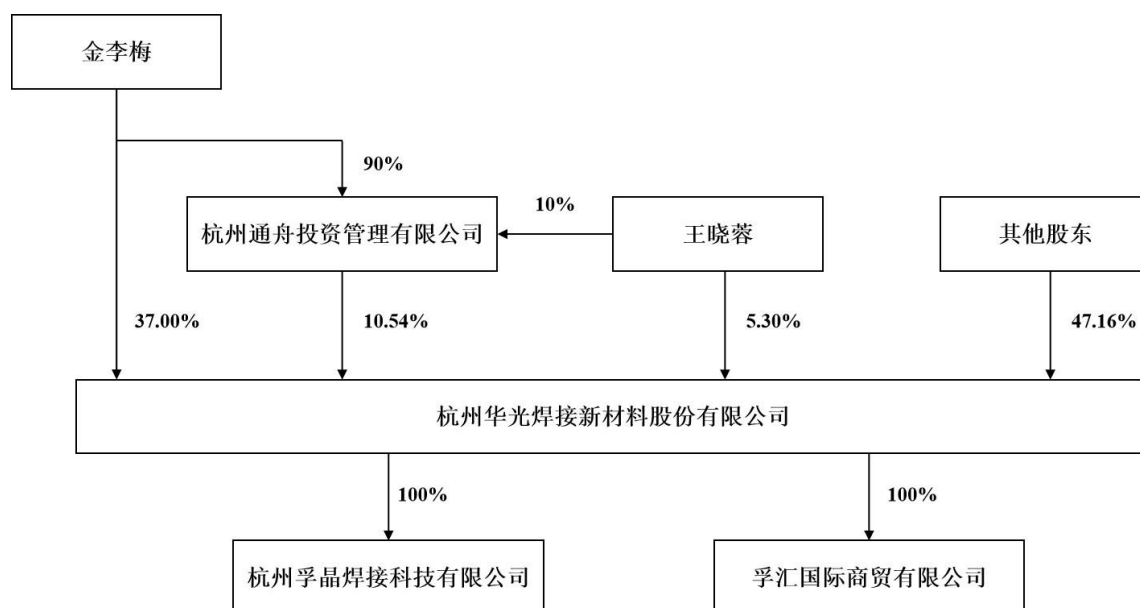 金李梅
90%
10%
杭州通舟投资管理有限公司
王晓蓉
其他股东
37.00%
10.54%
5.30%
47.16%
杭州华光焊接新材料股份有限公司
100%
100%
杭州孚晶焊接科技有限公司
孚汇国际商贸有限公司